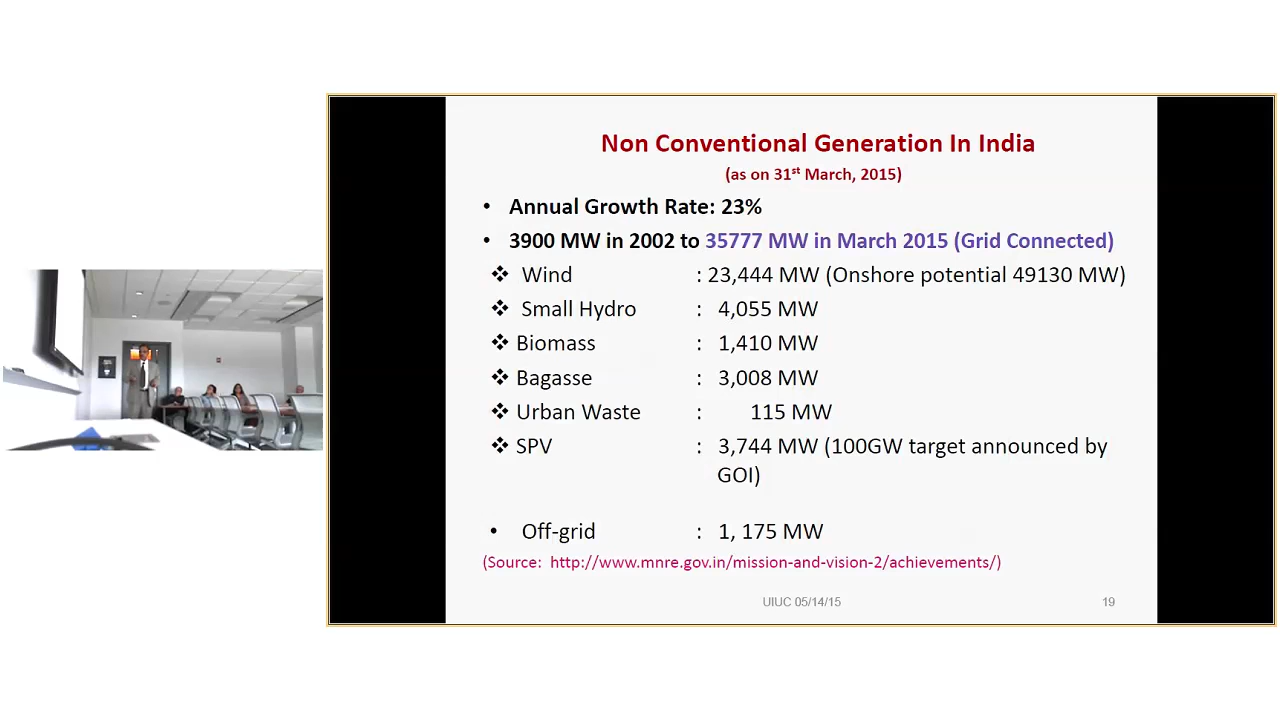 Non Conventional Generation In India
(as on 31st March, 2015)
• Annual Growth Rate: 23%
• 3900 MW in 2002 to 35777 MW in March 2015 (Grid Connected)
❖ Wind : 23,444 MW (Onshore potential 49130 MW)
❖ Small Hydro : 4,055 MW
❖ Biomass : 1,410 MW
❖ Bagasse : 3,008 MW
❖ Urban Waste : 115 MW
❖ SPV : 3,744 MW (100GW target announced by
GOI)
• Off-grid : 1, 175 MW
(Source: http://www.mnre.gov.in/mission-and-vision-2/achievements/)
UIUC 05/14/15 19